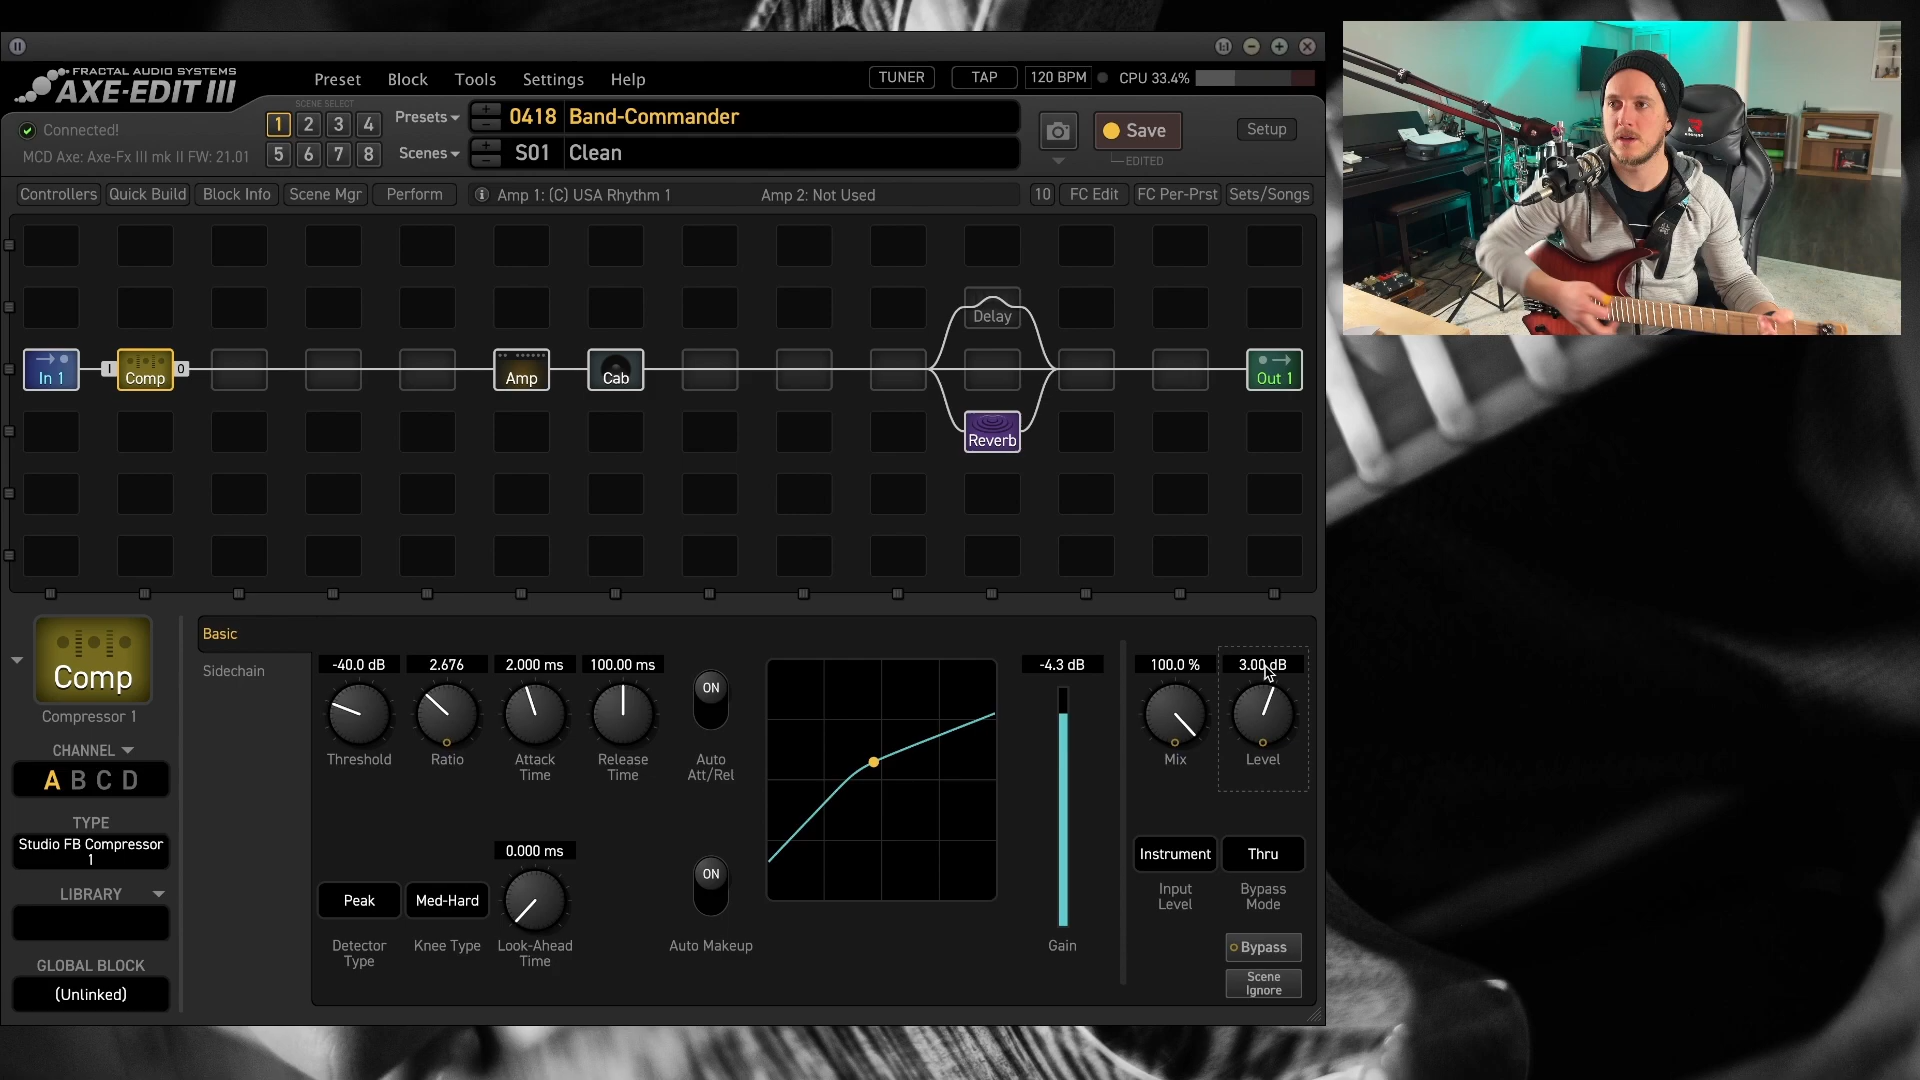 FRACTAL AUDIO SYSTEMS
AXE-EDIT III
Preset
Block
Tools
Settings
Help
TUNER
TAP
120 BPM
CPU 33.4%
Connected!
MCD Axe: Axe-Fx III mk II FW: 21.01
SCENE SELECT
1
2
3
4
5
6
7
8
Presets
0418
Band-Commander
Scenes
S01
Clean
Save
EDITED
Setup
Controllers
Quick Build
Block Info
Scene Mgr
Perform
Amp 1: (C) USA Rhythm 1
Amp 2: Not Used
10
FC Edit
FC Per-Prst
Sets/Songs
In 1
I
Comp
O
Amp
Cab
Delay
Reverb
Out 1
Comp
Compressor 1
CHANNEL
A B C D
TYPE
Studio FB Compressor
1
LIBRARY
GLOBAL BLOCK
(Unlinked)
Basic
Sidechain
-40.0 dB
2.676
2.000 ms
100.00 ms
ON
Threshold
Ratio
Attack
Time
Release
Time
Auto
Att/Rel
0.000 ms
ON
Peak
Med-Hard
Detector
Type
Knee Type
Look-Ahead
Time
Auto Makeup
-4.3 dB
Gain
100.0 %
3.00 dB
Mix
Level
Instrument
Thru
Input
Level
Bypass
Mode
Bypass
Scene
Ignore